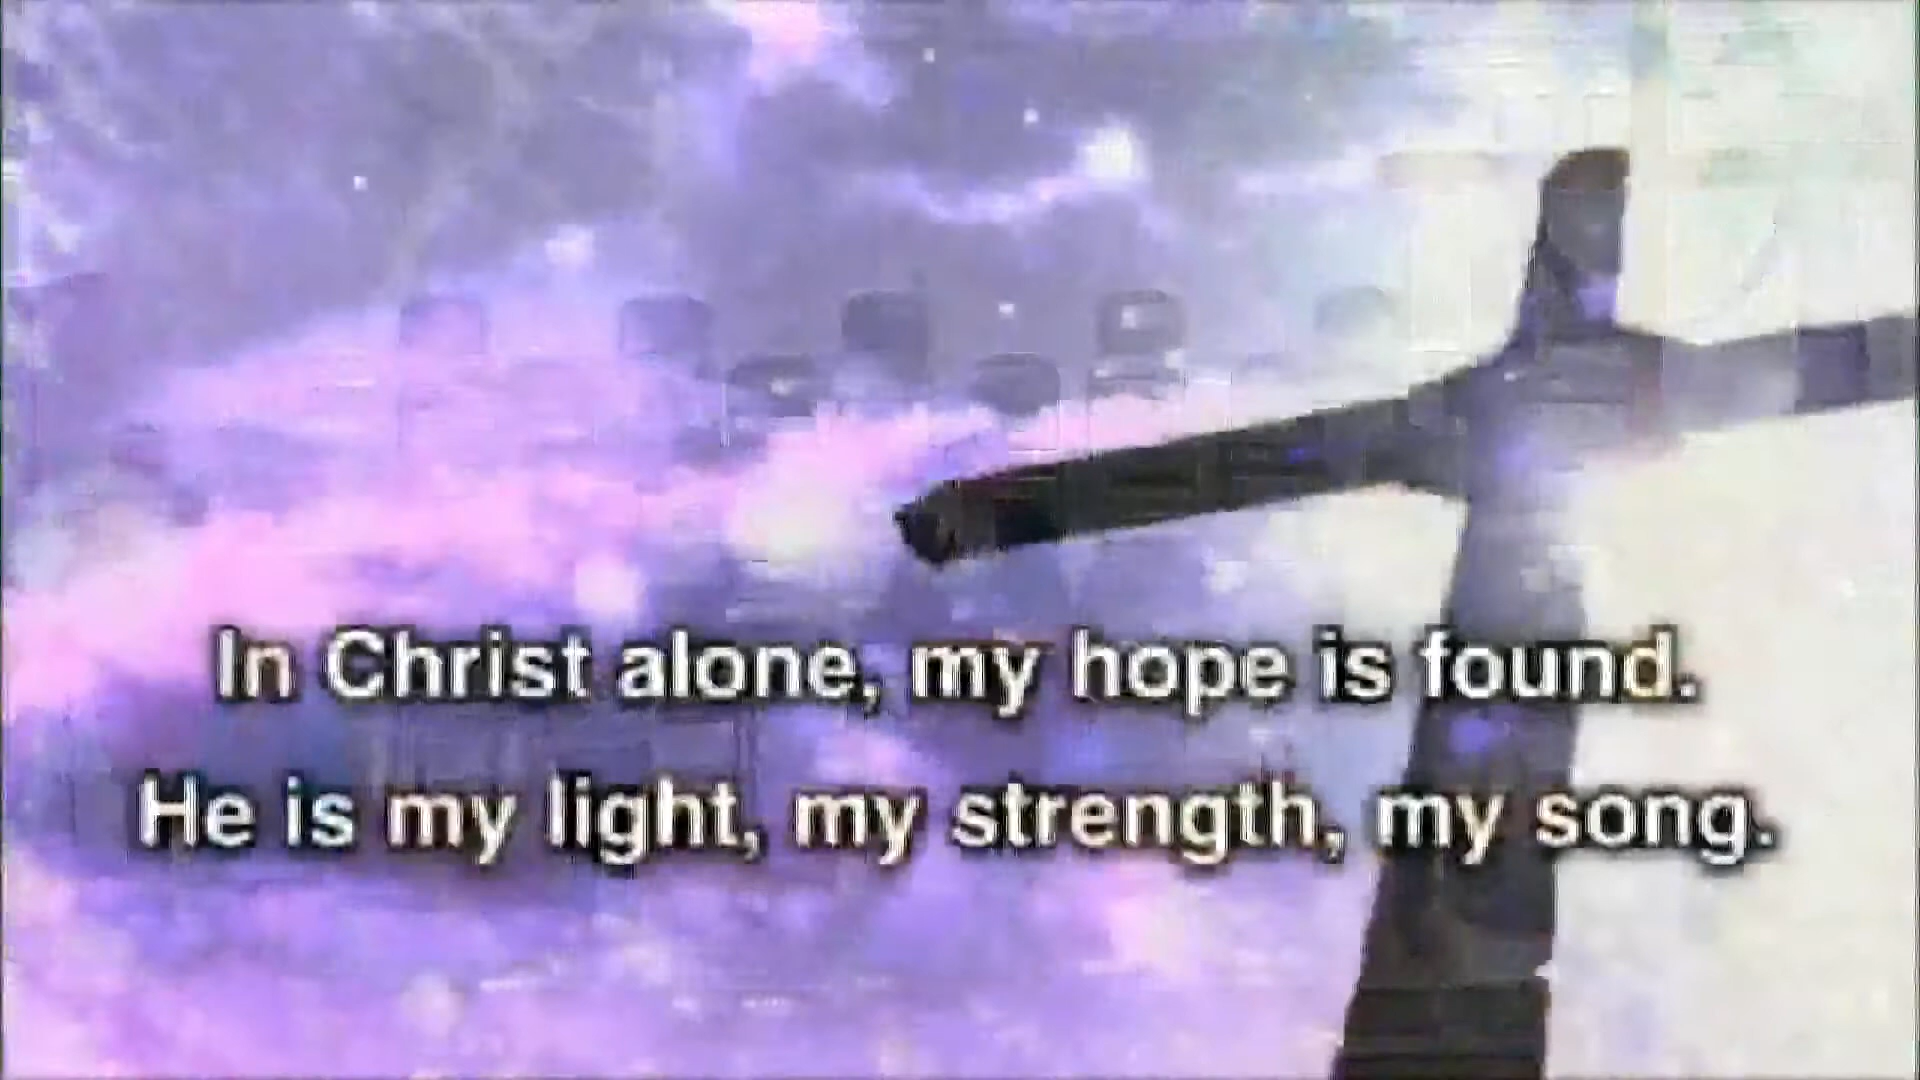 In Christ alone, my hope is found.
He is my light, my strength, my song.